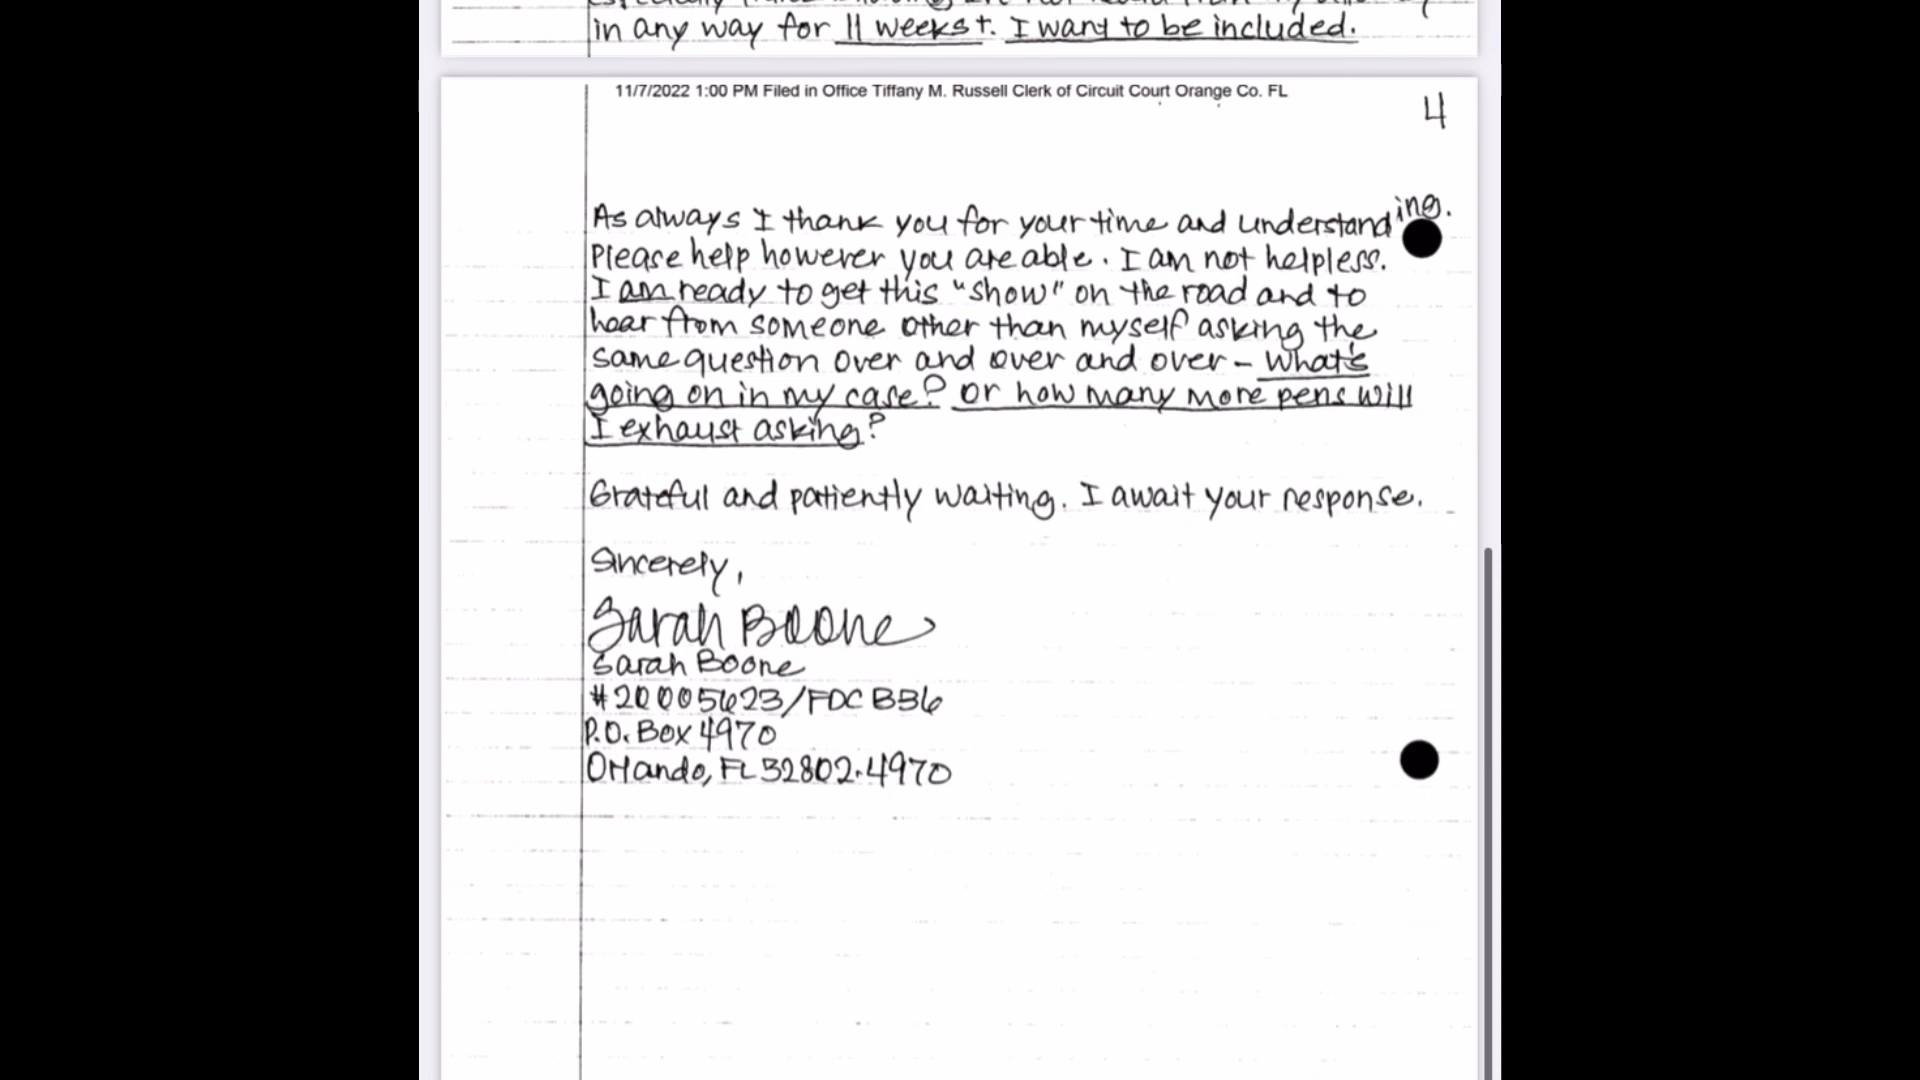 in any way for 11 weeks+. I want to be included.
11/7/2022 1:00 PM Filed in Office Tiffany M. Russell Clerk of Circuit Court Orange Co. FL
4
As always I thank you for your time and understanding.
Please help however you are able. I am not helpless.
I am ready to get this "show" on the road and to
hear from someone other than myself asking the
same question over and over and over - What's
going on in my case? Or how many more pens will
I exhaust asking?
Grateful and patiently waiting. I await your response.
Sincerely,
Sarah Boone
Sarah Boone
#20005623/FDC B36
P.O. Box 4970
Orlando, FL 32802-4970